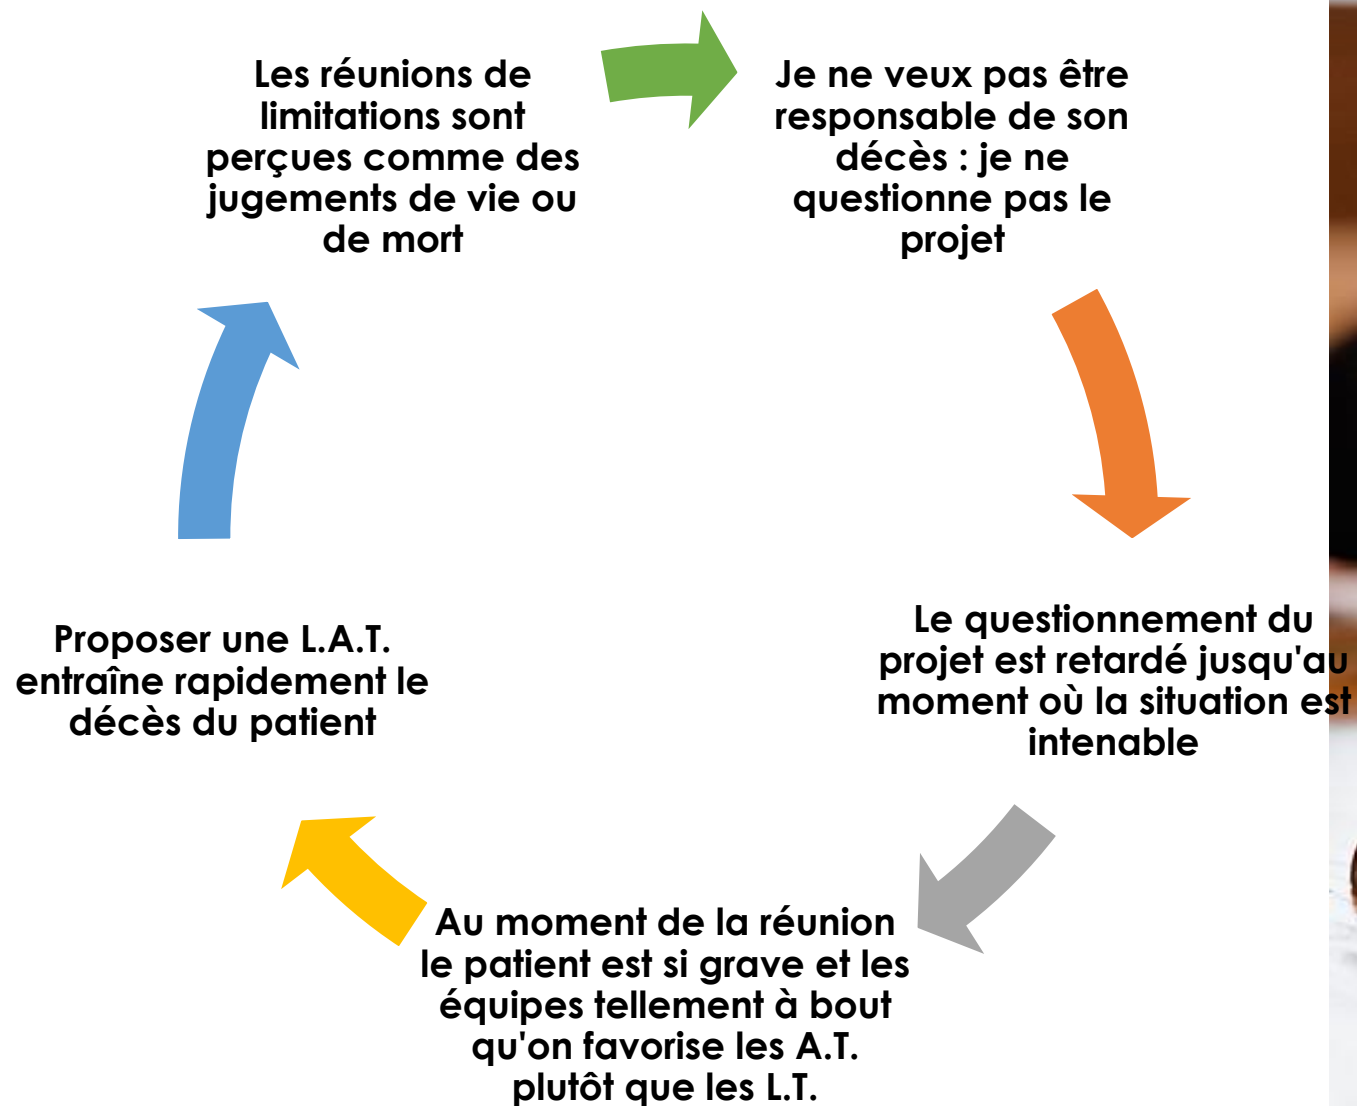 Les réunions de
limitations sont
perçues comme des
jugements de vie ou
de mort
Je ne veux pas être
responsable de son
décès : je ne
questionne pas le
projet
Le questionnement du
projet est retardé jusqu'au
moment où la situation est
intenable
Au moment de la réunion
le patient est si grave et les
équipes tellement à bout
qu'on favorise les A.T.
plutôt que les L.T.
Proposer une L.A.T.
entraîne rapidement le
décès du patient